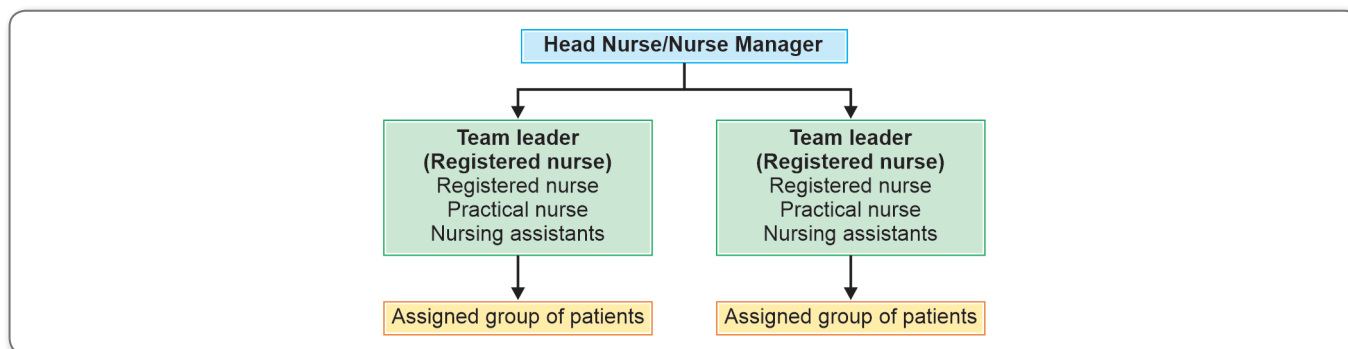 Head Nurse/Nurse Manager
Team leader
(Registered nurse)
Registered nurse
Practical nurse
Nursing assistants
Team leader
(Registered nurse)
Registered nurse
Practical nurse
Nursing assistants
Assigned group of patients
Assigned group of patients